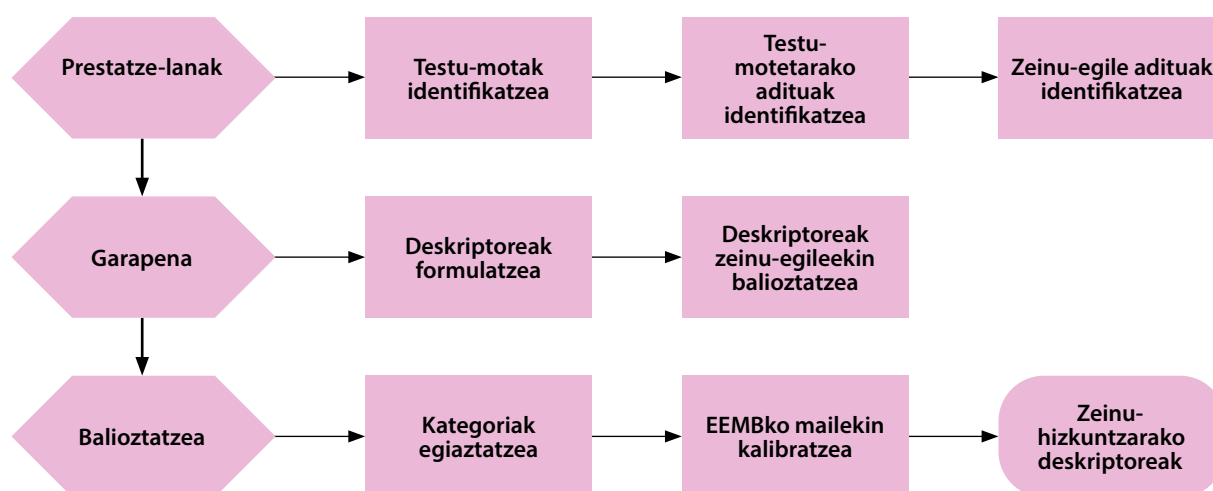 Prestatze-lanak
Testu-motak
identifikatzea
Testu-
motetarako
adituak
identifikatzea
Zeinu-egile adituak
identifikatzea
Garapena
Deskriptoreak
formulatzea
Deskriptoreak
zeinu-egileekin
balioztatzea
Balioztatzea
Kategoriak
egiaztatzea
EEMBko mailekin
kalibratzea
Zeinu-
hizkuntzarako
deskriptoreak